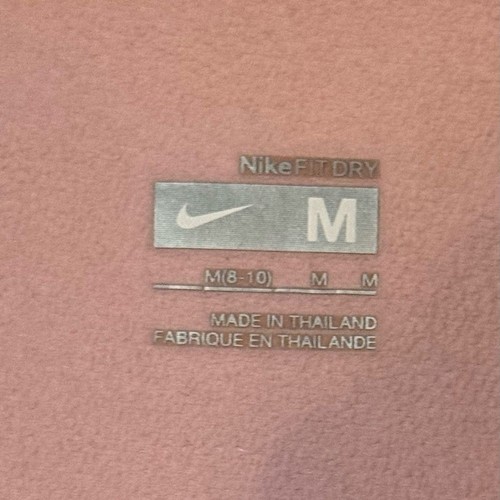 NikeFIT DRY
M
M(8-10) M M
MADE IN THAILAND
FABRIQUE EN THAILANDE